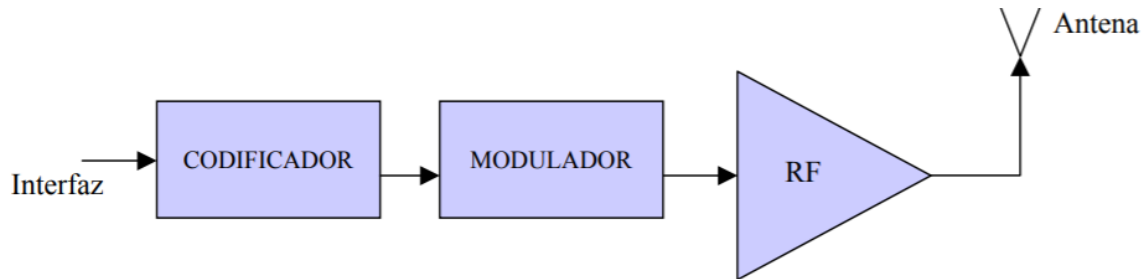 Interfaz
CODIFICADOR
MODULADOR
RF
Antena